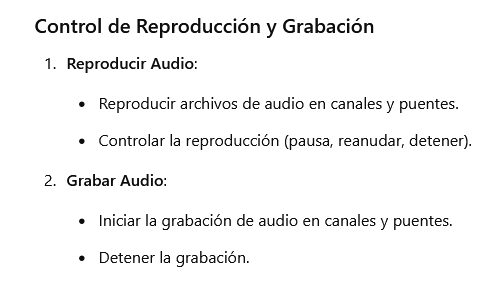 Control de Reproducción y Grabación
1. Reproducir Audio:
• Reproducir archivos de audio en canales y puentes.
• Controlar la reproducción (pausa, reanudar, detener).
2. Grabar Audio:
• Iniciar la grabación de audio en canales y puentes.
• Detener la grabación.